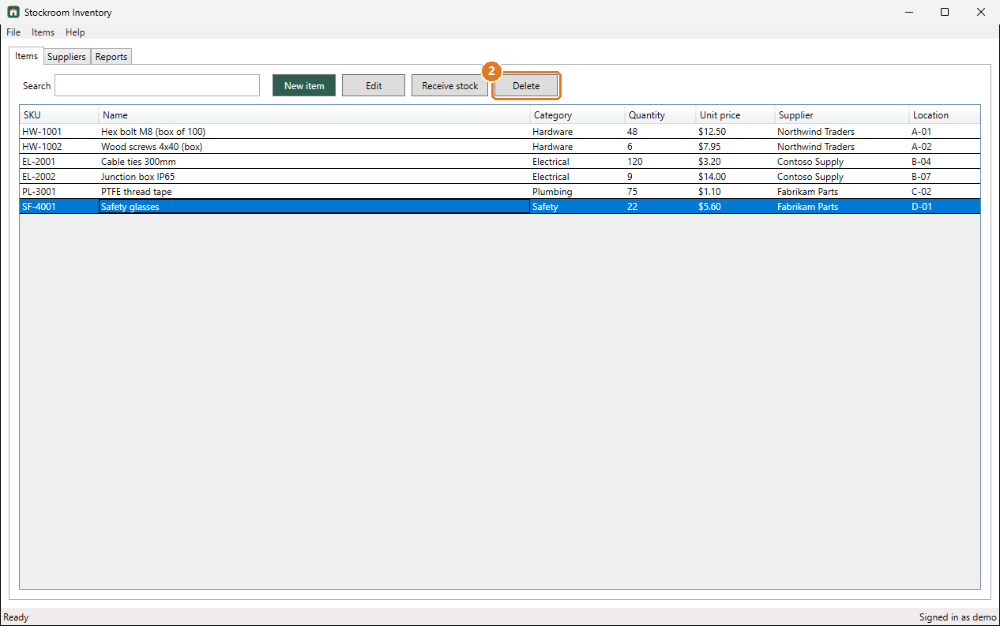 Stockroom Inventory
File Items Help
Items Suppliers Reports
2
Search New item Edit Receive stock Delete
SKU Name Category Quantity Unit price Supplier Location
HW-1001 Hex bolt M8 (box of 100) Hardware 48 $12.50 Northwind Traders A-01
HW-1002 Wood screws 4x40 (box) Hardware 6 $7.95 Northwind Traders A-02
EL-2001 Cable ties 300mm Electrical 120 $3.20 Contoso Supply B-04
EL-2002 Junction box IP65 Electrical 9 $14.00 Contoso Supply B-07
PL-3001 PTFE thread tape Plumbing 75 $1.10 Fabrikam Parts C-02
SF-4001 Safety glasses Safety 22 $5.60 Fabrikam Parts D-01
Ready Signed in as demo